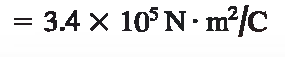 = 3.4 × 10⁵ N · m²/C